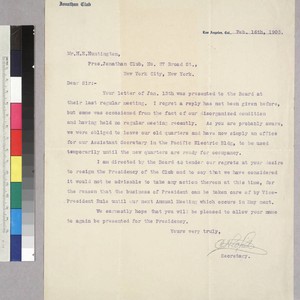 Jonathan Club
Los Angeles, Cal., Feb. 14th, 1905.
Mr. H. E. Huntington,
Pres. Jonathan Club, No. 27 Broad St.,
New York City, New York.
Dear Sir:-
Your letter of Jan. 13th was presented to the Board at
their last regular meeting. I regret a reply has not been given before,
but same was occasioned from the fact of our disorganized condition
and having held no regular meeting recently. As you are probably aware,
we were obliged to leave our old quarters and have now simply an office
for our Assistant Secretary in the Pacific Electric Bldg. to be used
temporarily until the new quarters are ready for occupancy.
I am directed by the Board to tender our regrets at your desire
to resign the Presidency of the Club and to say that we have considered
it would not be advisable to take any action thereon at this time, for
the reason that the business of President can be taken care of by Vice-
President Rule until our next Annual Meeting which occurs in May next.
We earnestly hope that you will be pleased to allow your name
to again be presented for the Presidency.
Yours very truly,
Secretary.